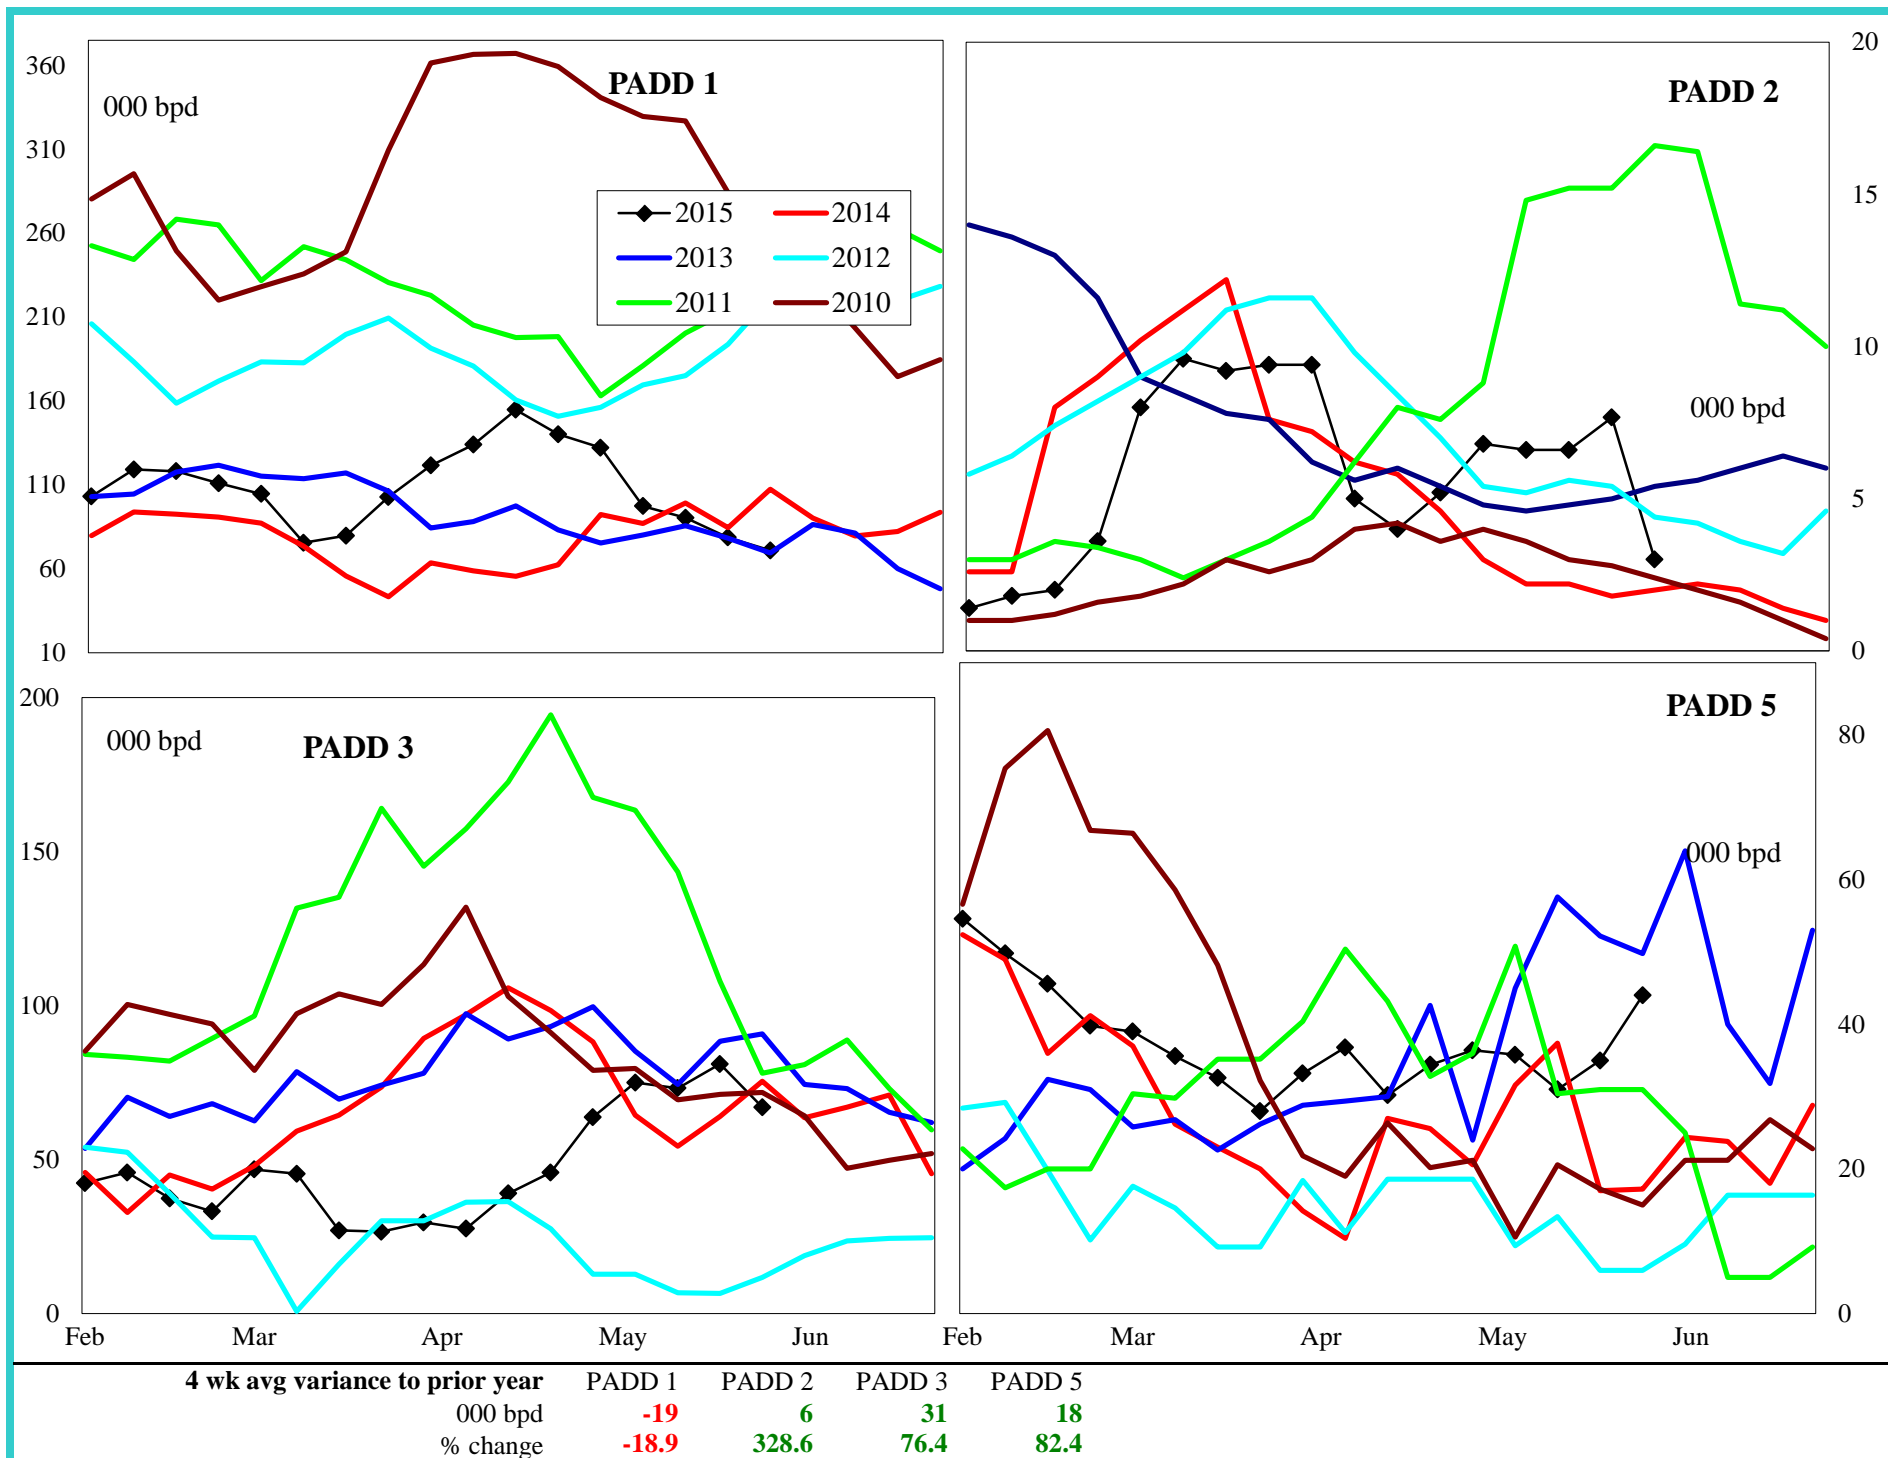 360
310
260
210
160
110
60
10
000 bpd
PADD 1
2015 2014
2013 2012
2011 2010
PADD 2
000 bpd
20
15
10
5
0
200
150
100
50
0
000 bpd
PADD 3
Feb Mar Apr May Jun
PADD 5
000 bpd
80
60
40
20
0
Feb Mar Apr May Jun
4 wk avg variance to prior year PADD 1 PADD 2 PADD 3 PADD 5
000 bpd -19 6 31 18
% change -18.9 328.6 76.4 82.4